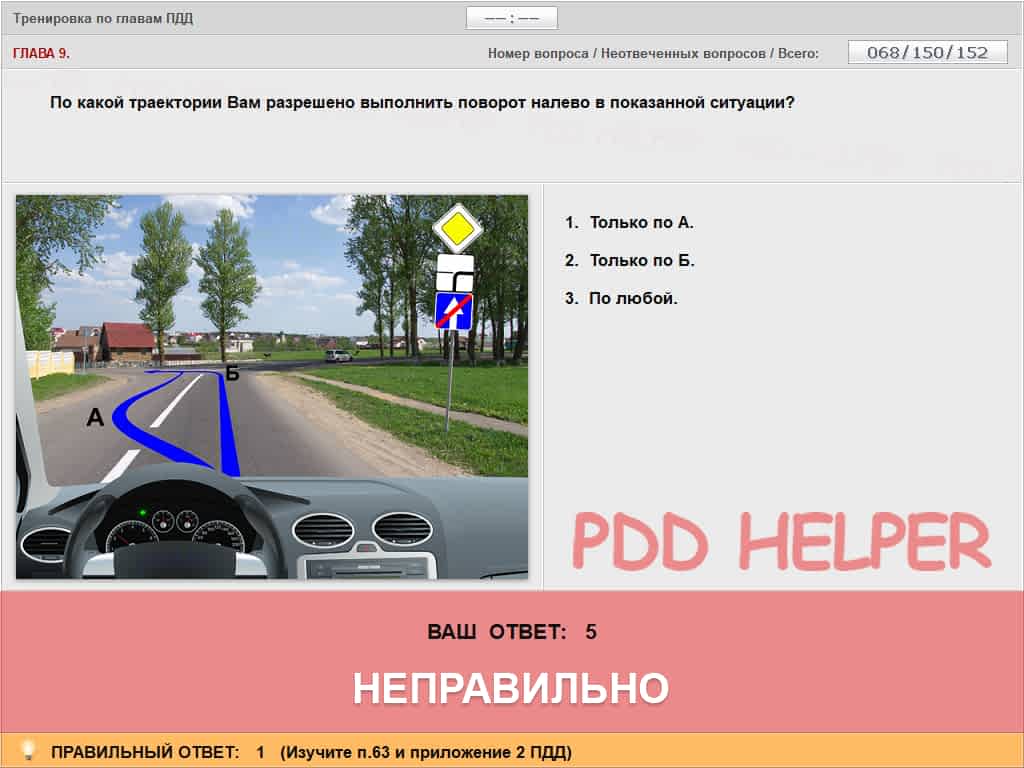 Тренировка по главам ПДД
−− : −−
ГЛАВА 9.
Номер вопроса / Неотвеченных вопросов / Всего: 068/150/152
По какой траектории Вам разрешено выполнить поворот налево в показанной ситуации?
1. Только по А.
2. Только по Б.
3. По любой.
Б
А
PDD HELPER
ВАШ ОТВЕТ: 5
НЕПРАВИЛЬНО
ПРАВИЛЬНЫЙ ОТВЕТ: 1 (Изучите п.63 и приложение 2 ПДД)